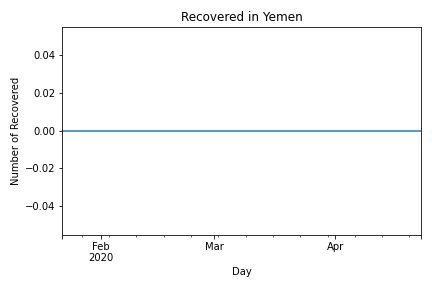 Recovered in Yemen
Number of Recovered
0.04
0.02
0.00
−0.02
−0.04
Feb
2020
Mar
Apr
Day